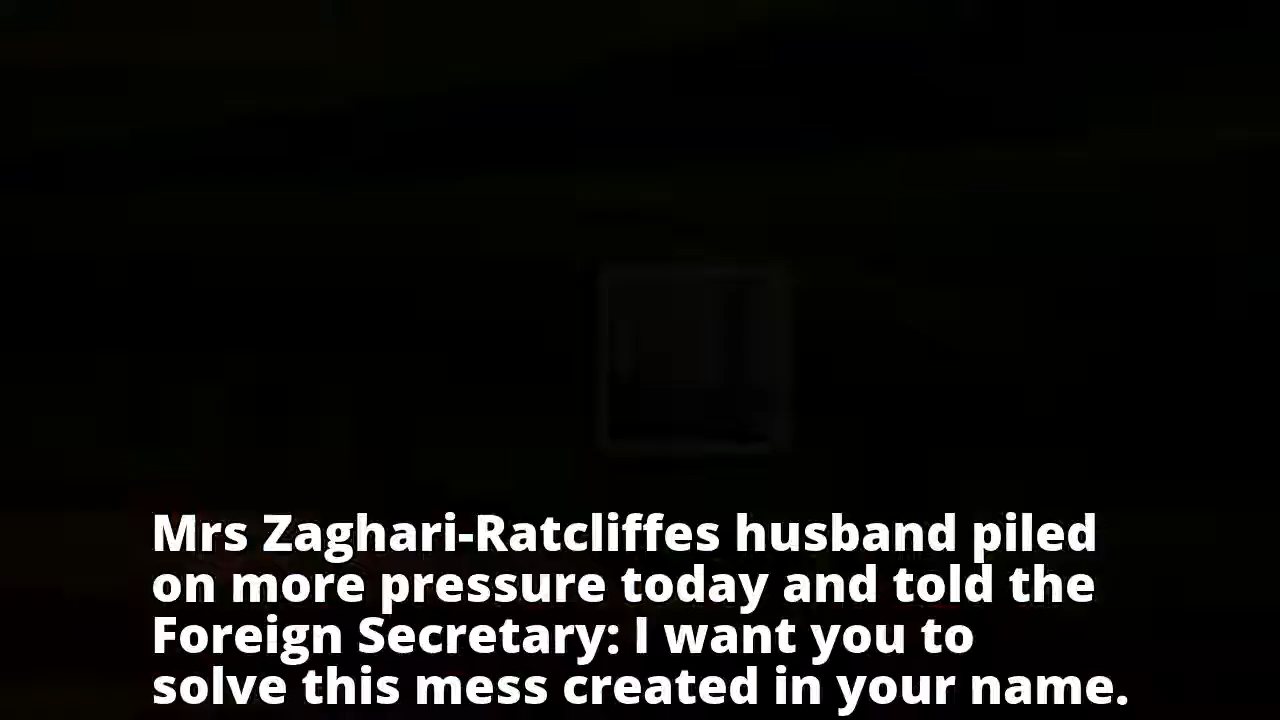 Mrs Zaghari-Ratcliffes husband piled
on more pressure today and told the
Foreign Secretary: I want you to
solve this mess created in your name.